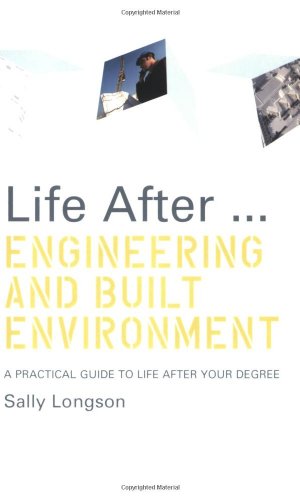 Copyrighted Material
Life After ...
ENGINEERING
AND BUILT
ENVIRONMENT
A PRACTICAL GUIDE TO LIFE AFTER YOUR DEGREE
Sally Longson
Copyrighted Material